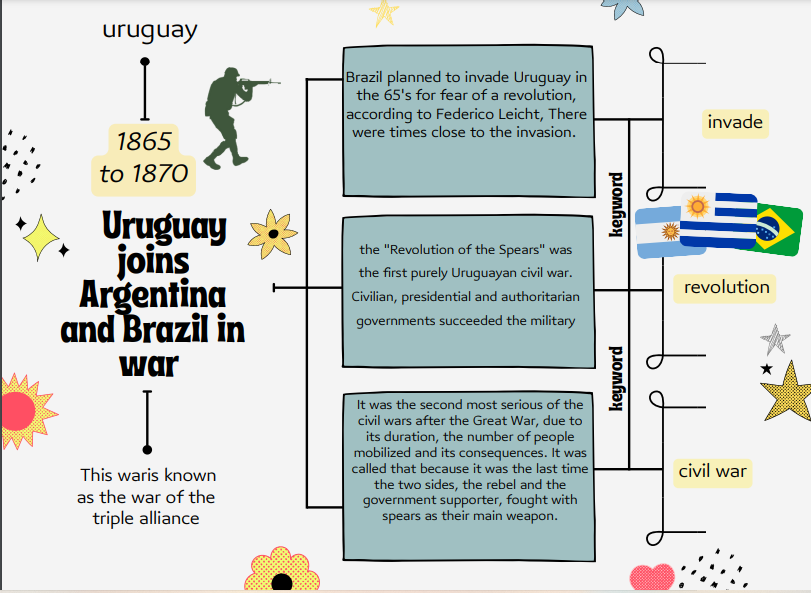 uruguay
1865
to 1870
Uruguay
joins
Argentina
and Brazil in
war
This waris known
as the war of the
triple alliance
Brazil planned to invade Uruguay in
the 65's for fear of a revolution,
according to Federico Leicht, There
were times close to the invasion.
the "Revolution of the Spears" was
the first purely Uruguayan civil war.
Civilian, presidential and authoritarian
governments succeeded the military
It was the second most serious of the
civil wars after the Great War, due to
its duration, the number of people
mobilized and its consequences. It was
called that because it was the last time
the two sides, the rebel and the
government supporter, fought with
spears as their main weapon.
keyword
keyword
invade
revolution
civil war